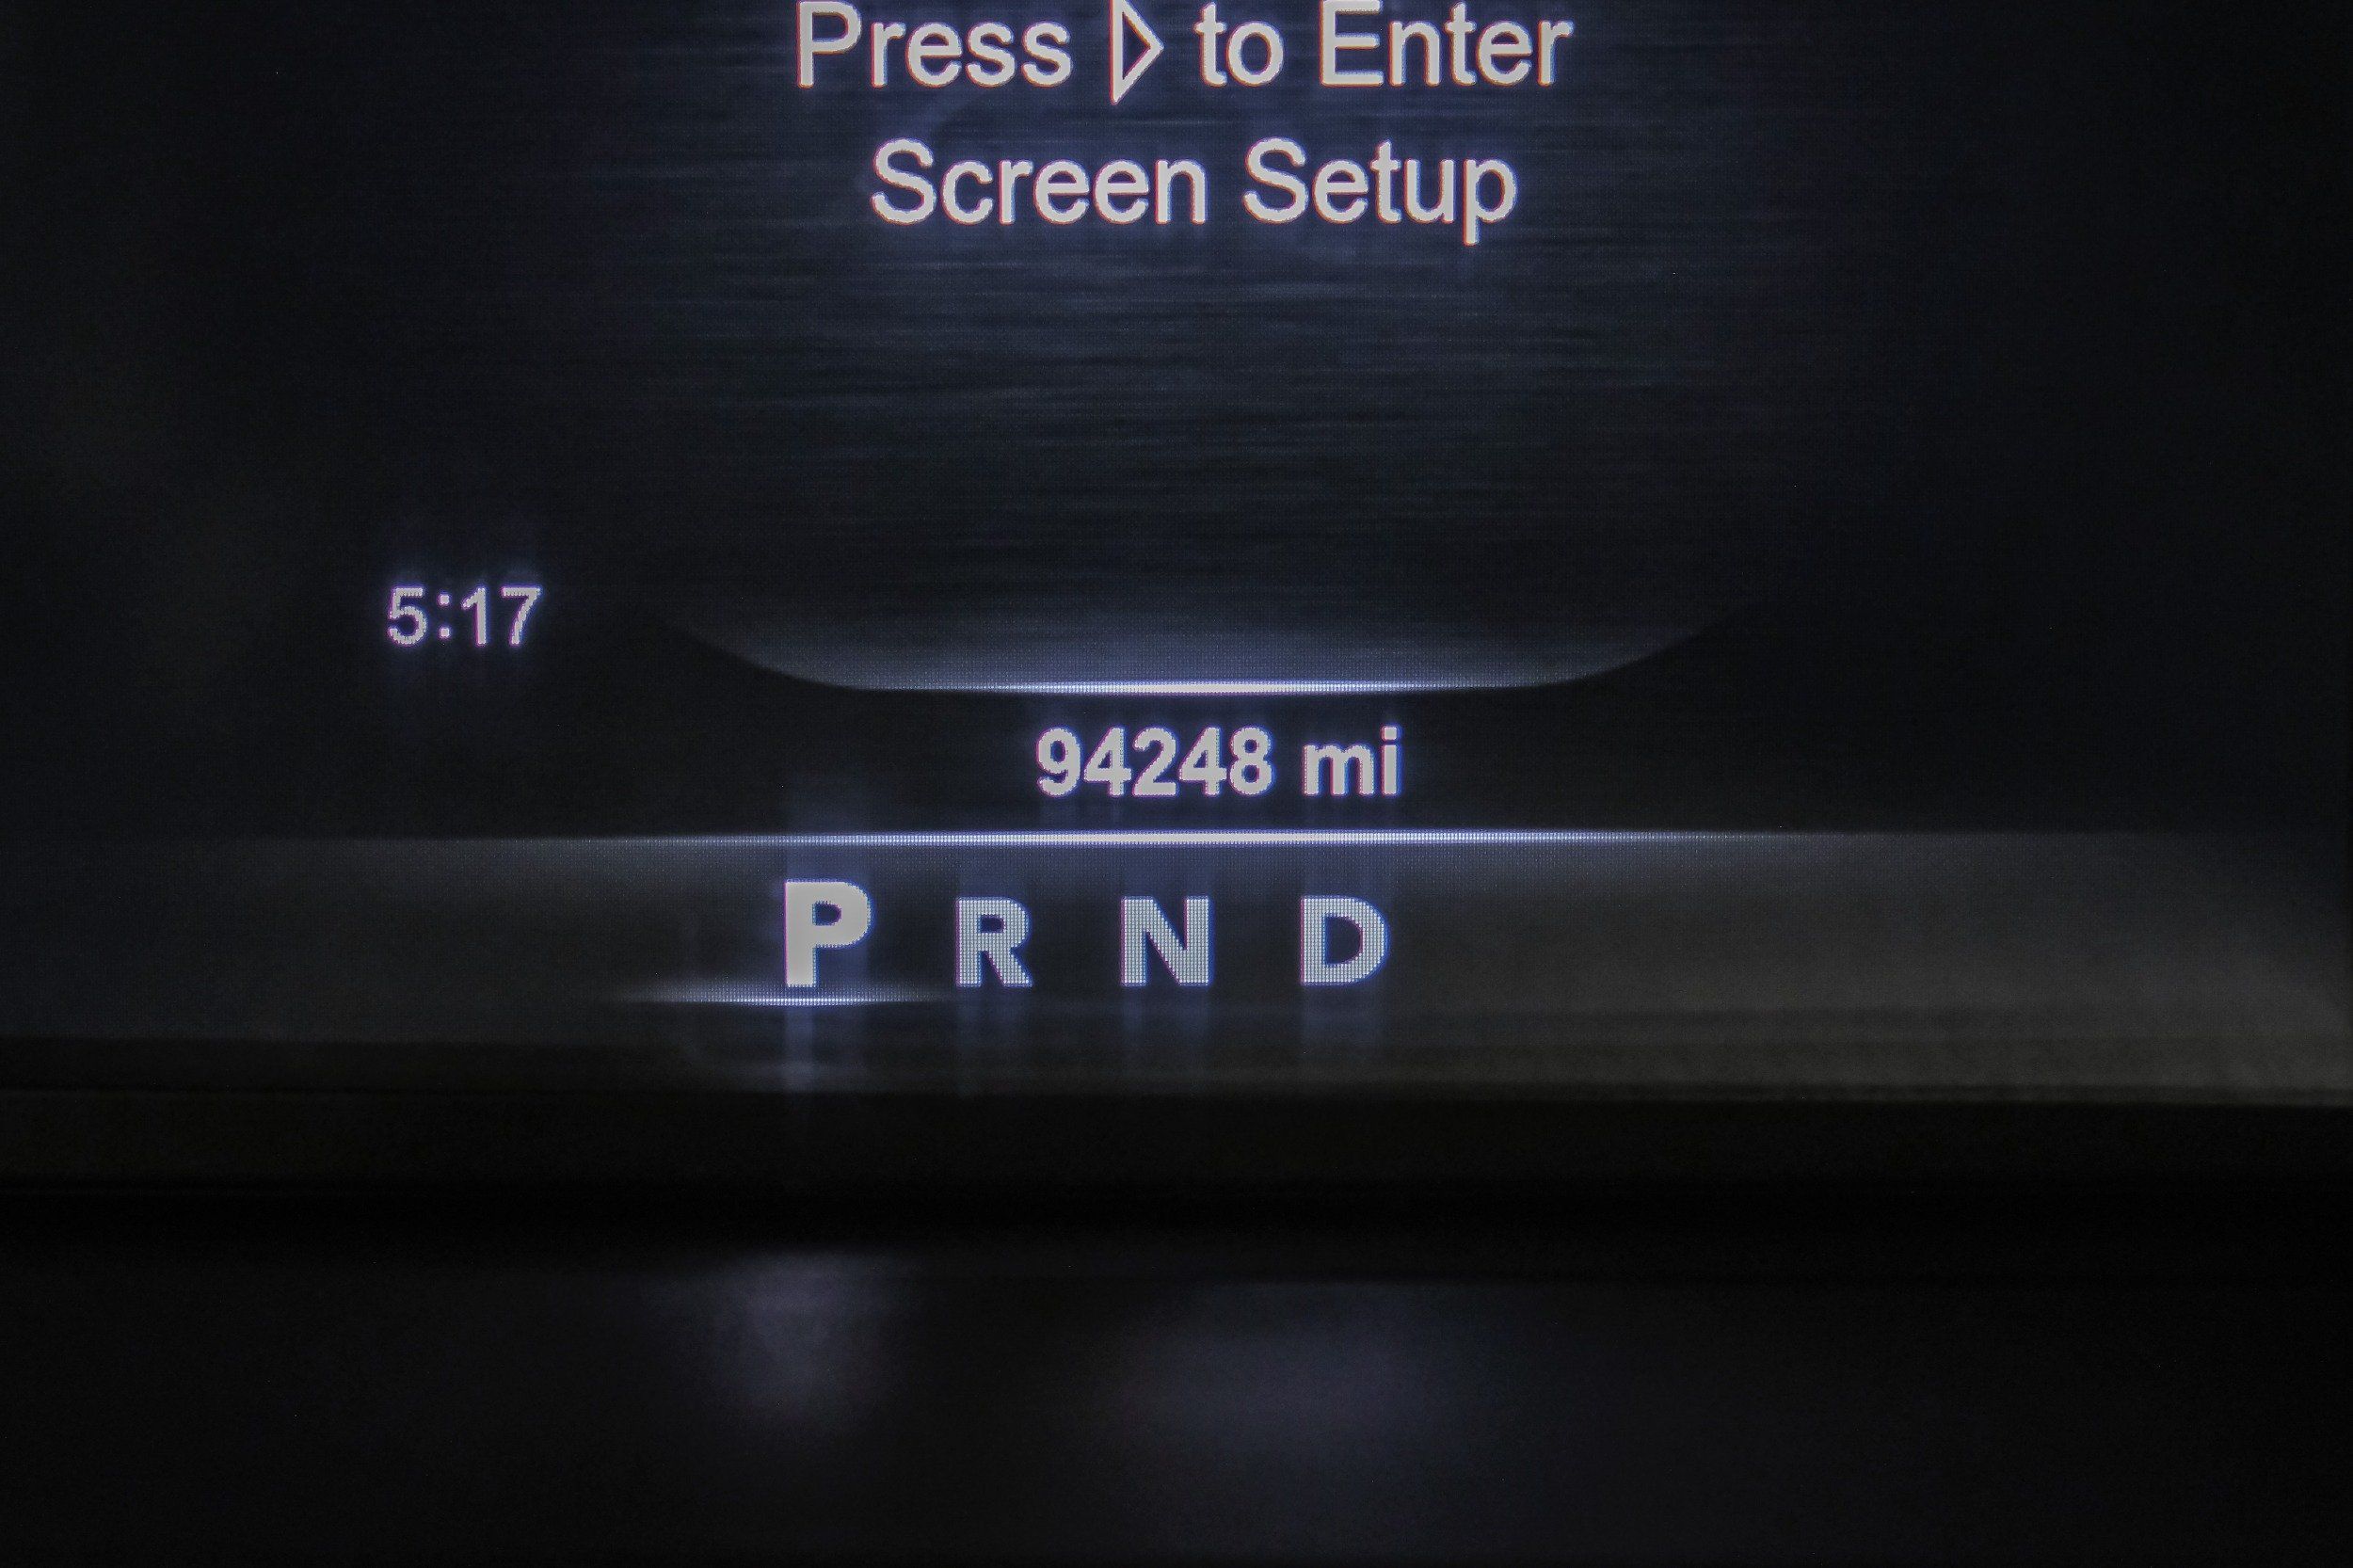 Press ▷ to Enter
Screen Setup
5:17
94248 mi
P R N D